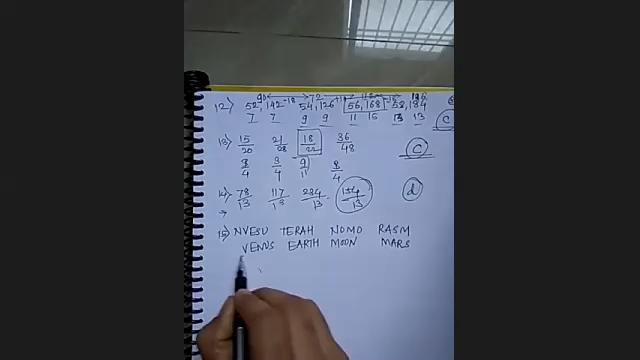 12) 52, 142 54, 126 56, 168 58, 184
7 7 9 9 11 15 13 13
13) 15/20 21/28 18/22 36/48
3/4 3/4 9/11 3/4
C
14) 78/13 117/13 234/13 154/13
d
15) NVESU TERAH NOMO RASM
VENUS EARTH MOON MARS